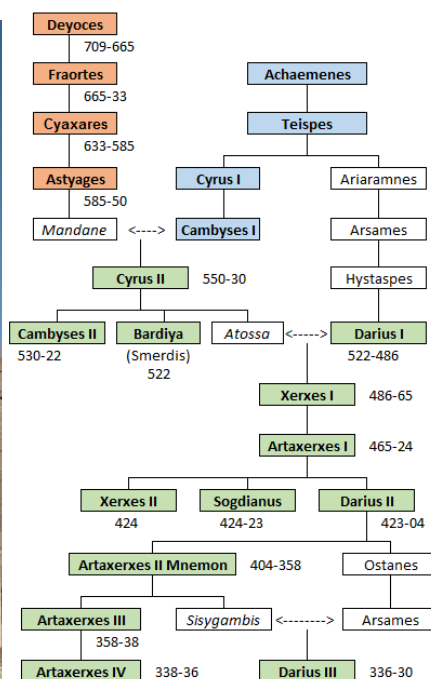 Deyoces
709-665
Fraortes
Achaemenes
665-33
Cyaxares
Teispes
633-585
Astyages
Cyrus I
Ariaramnes
585-50
Mandane <----> Cambyses I
Arsames
Cyrus II 550-30
Hystaspes
Cambyses II
Bardiya
Atossa <-----> Darius I
530-22
(Smerdis)
522-486
522
Xerxes I 486-65
Artaxerxes I 465-24
Xerxes II
Sogdianus
Darius II
424
424-23
423-04
Artaxerxes II Mnemon 404-358
Ostanes
Artaxerxes III
Sisygambis <--------> Arsames
358-38
Artaxerxes IV 338-36
Darius III 336-30